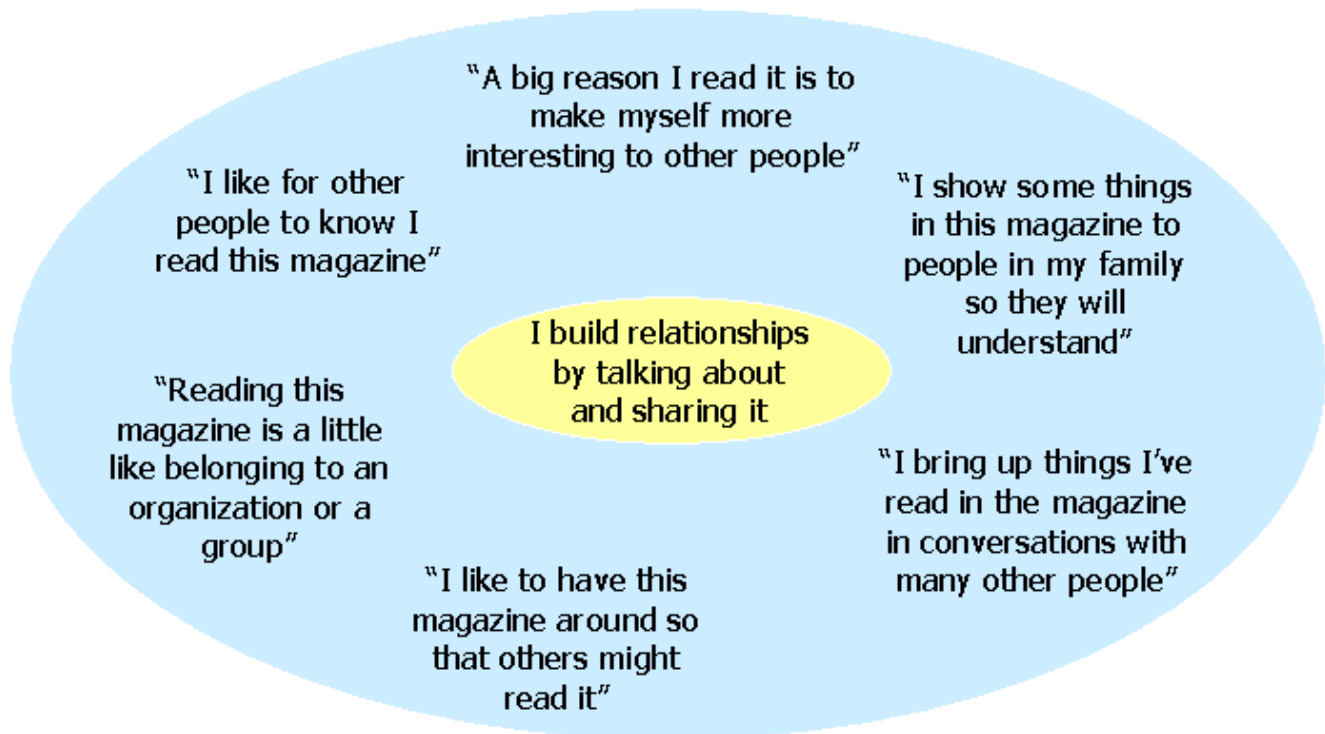 “A big reason I read it is to
make myself more
interesting to other people”
“I like for other
people to know I
read this magazine”
“I show some things
in this magazine to
people in my family
so they will
understand”
I build relationships
by talking about
and sharing it
“Reading this
magazine is a little
like belonging to an
organization or a
group”
“I bring up things I’ve
read in the magazine
in conversations with
many other people”
“I like to have this
magazine around so
that others might
read it”